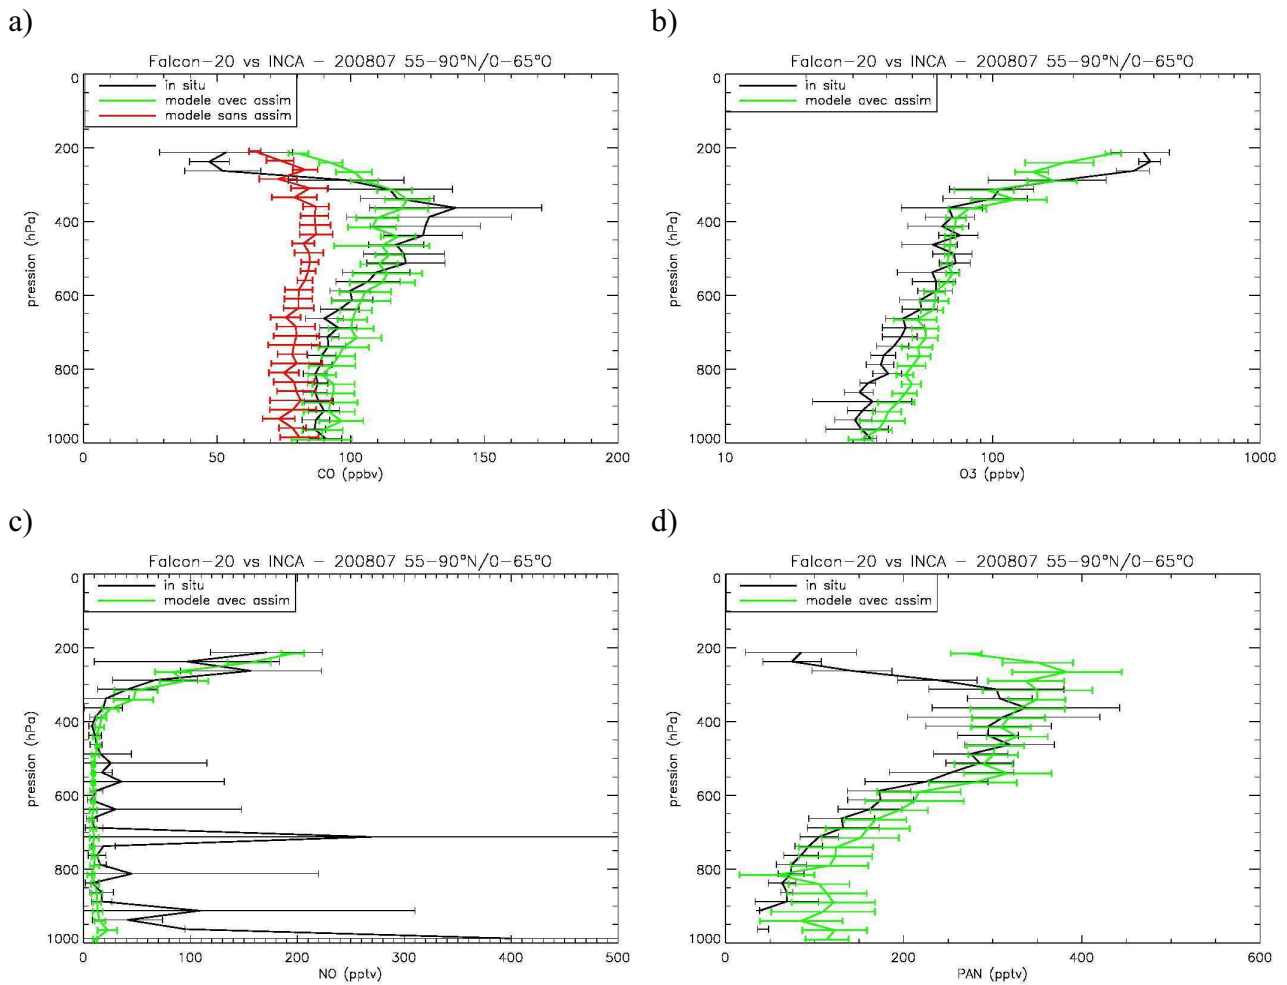 a)
Falcon-20 vs INCA - 200807 55-90°N/0-65°O
in situ
modele avec assim
modele sans assim
0
200
400
600
800
1000
pression (hPa)
0 50 100 150 200
CO (ppbv)
b)
Falcon-20 vs INCA - 200807 55-90°N/0-65°O
in situ
modele avec assim
0
200
400
600
800
1000
pression (hPa)
10 100 1000
O3 (ppbv)
c)
Falcon-20 vs INCA - 200807 55-90°N/0-65°O
in situ
modele avec assim
0
200
400
600
800
1000
pression (hPa)
0 100 200 300 400 500
NO (pptv)
d)
Falcon-20 vs INCA - 200807 55-90°N/0-65°O
in situ
modele avec assim
0
200
400
600
800
1000
pression (hPa)
0 200 400 600
PAN (pptv)